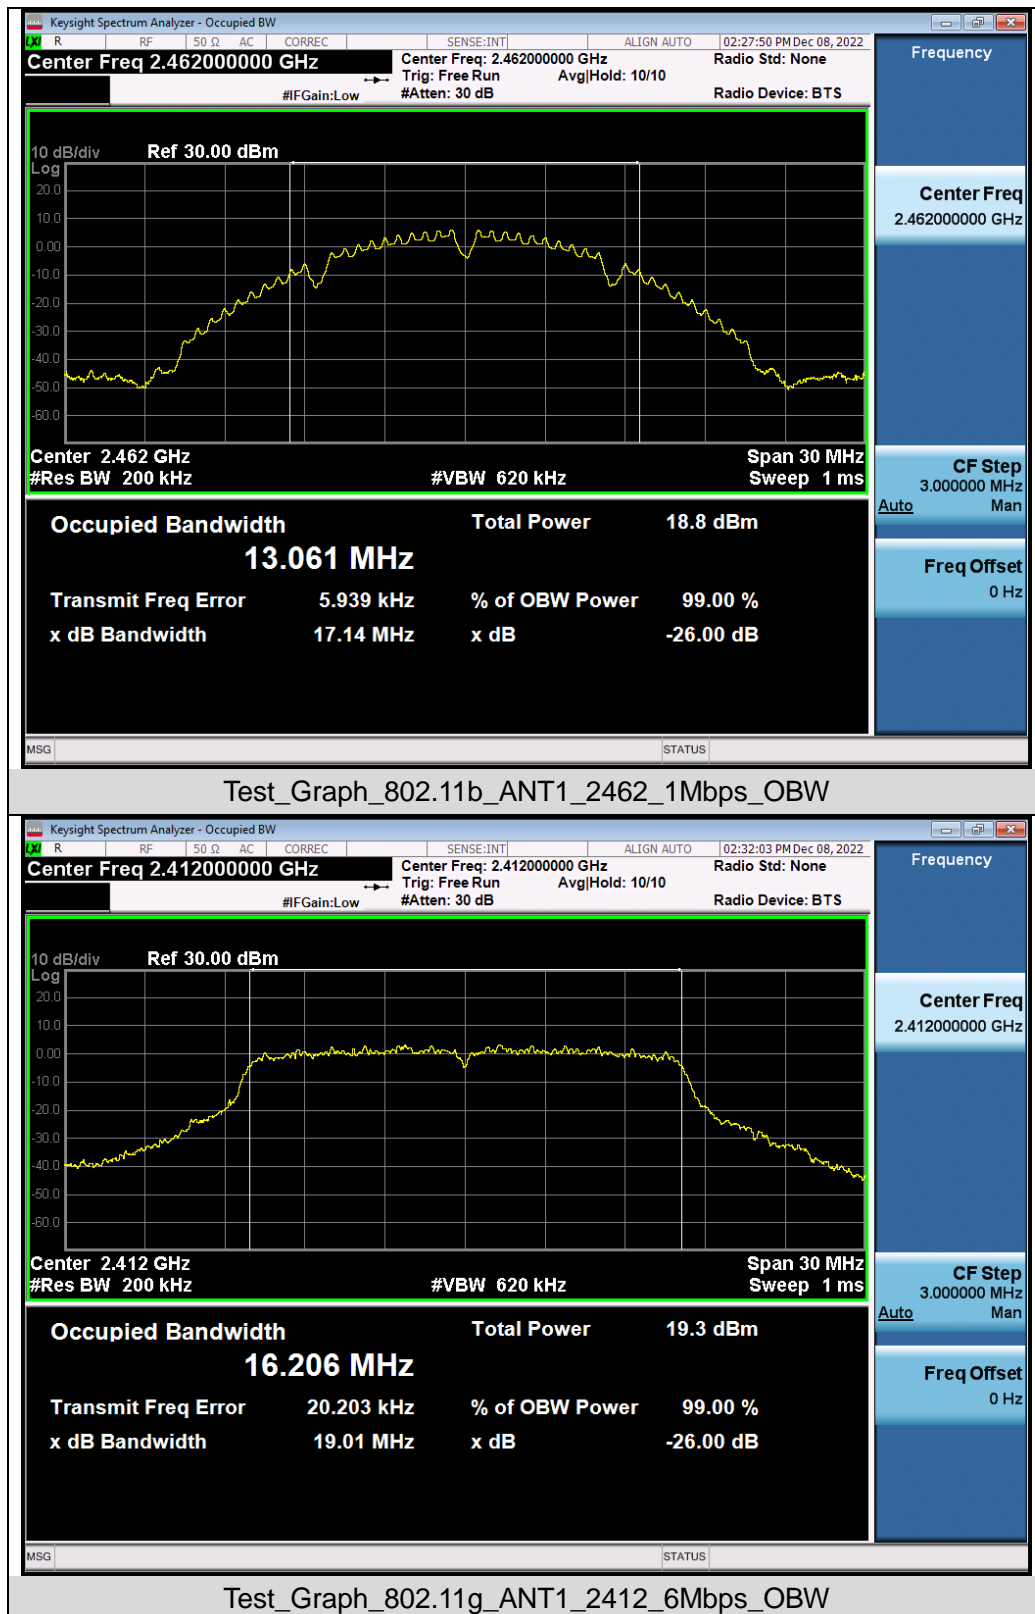 Keysight Spectrum Analyzer - Occupied BW
LXI R RF 50 Ω AC CORREC SENSE:INT ALIGN AUTO 02:27:50 PM Dec 08, 2022
Center Freq 2.462000000 GHz
Center Freq: 2.462000000 GHz
Radio Std: None
Trig: Free Run Avg|Hold: 10/10
#IFGain:Low
#Atten: 30 dB
Radio Device: BTS
10 dB/div Ref 30.00 dBm
Log
20.0
10.0
0.00
-10.0
-20.0
-30.0
-40.0
-50.0
-60.0
Center 2.462 GHz Span 30 MHz
#Res BW 200 kHz #VBW 620 kHz Sweep 1 ms
Occupied Bandwidth Total Power 18.8 dBm
13.061 MHz
Transmit Freq Error 5.939 kHz % of OBW Power 99.00 %
x dB Bandwidth 17.14 MHz x dB -26.00 dB
MSG STATUS
Frequency
Center Freq
2.462000000 GHz
CF Step
3.000000 MHz
Auto Man
Freq Offset
0 Hz
Test_Graph_802.11b_ANT1_2462_1Mbps_OBW
Keysight Spectrum Analyzer - Occupied BW
LXI R RF 50 Ω AC CORREC SENSE:INT ALIGN AUTO 02:32:03 PM Dec 08, 2022
Center Freq 2.412000000 GHz
Center Freq: 2.412000000 GHz
Radio Std: None
Trig: Free Run Avg|Hold: 10/10
#IFGain:Low
#Atten: 30 dB
Radio Device: BTS
10 dB/div Ref 30.00 dBm
Log
20.0
10.0
0.00
-10.0
-20.0
-30.0
-40.0
-50.0
-60.0
Center 2.412 GHz Span 30 MHz
#Res BW 200 kHz #VBW 620 kHz Sweep 1 ms
Occupied Bandwidth Total Power 19.3 dBm
16.206 MHz
Transmit Freq Error 20.203 kHz % of OBW Power 99.00 %
x dB Bandwidth 19.01 MHz x dB -26.00 dB
MSG STATUS
Frequency
Center Freq
2.412000000 GHz
CF Step
3.000000 MHz
Auto Man
Freq Offset
0 Hz
Test_Graph_802.11g_ANT1_2412_6Mbps_OBW